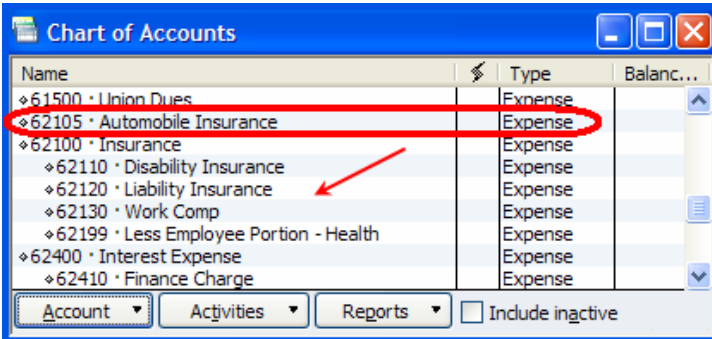 Chart of Accounts
Name Type Balanc...
61500 · Union Dues Expense
62105 · Automobile Insurance Expense
62100 · Insurance Expense
62110 · Disability Insurance Expense
62120 · Liability Insurance Expense
62130 · Work Comp Expense
62199 · Less Employee Portion - Health Expense
62400 · Interest Expense Expense
62410 · Finance Charge Expense
Account Activities Reports Include inactive